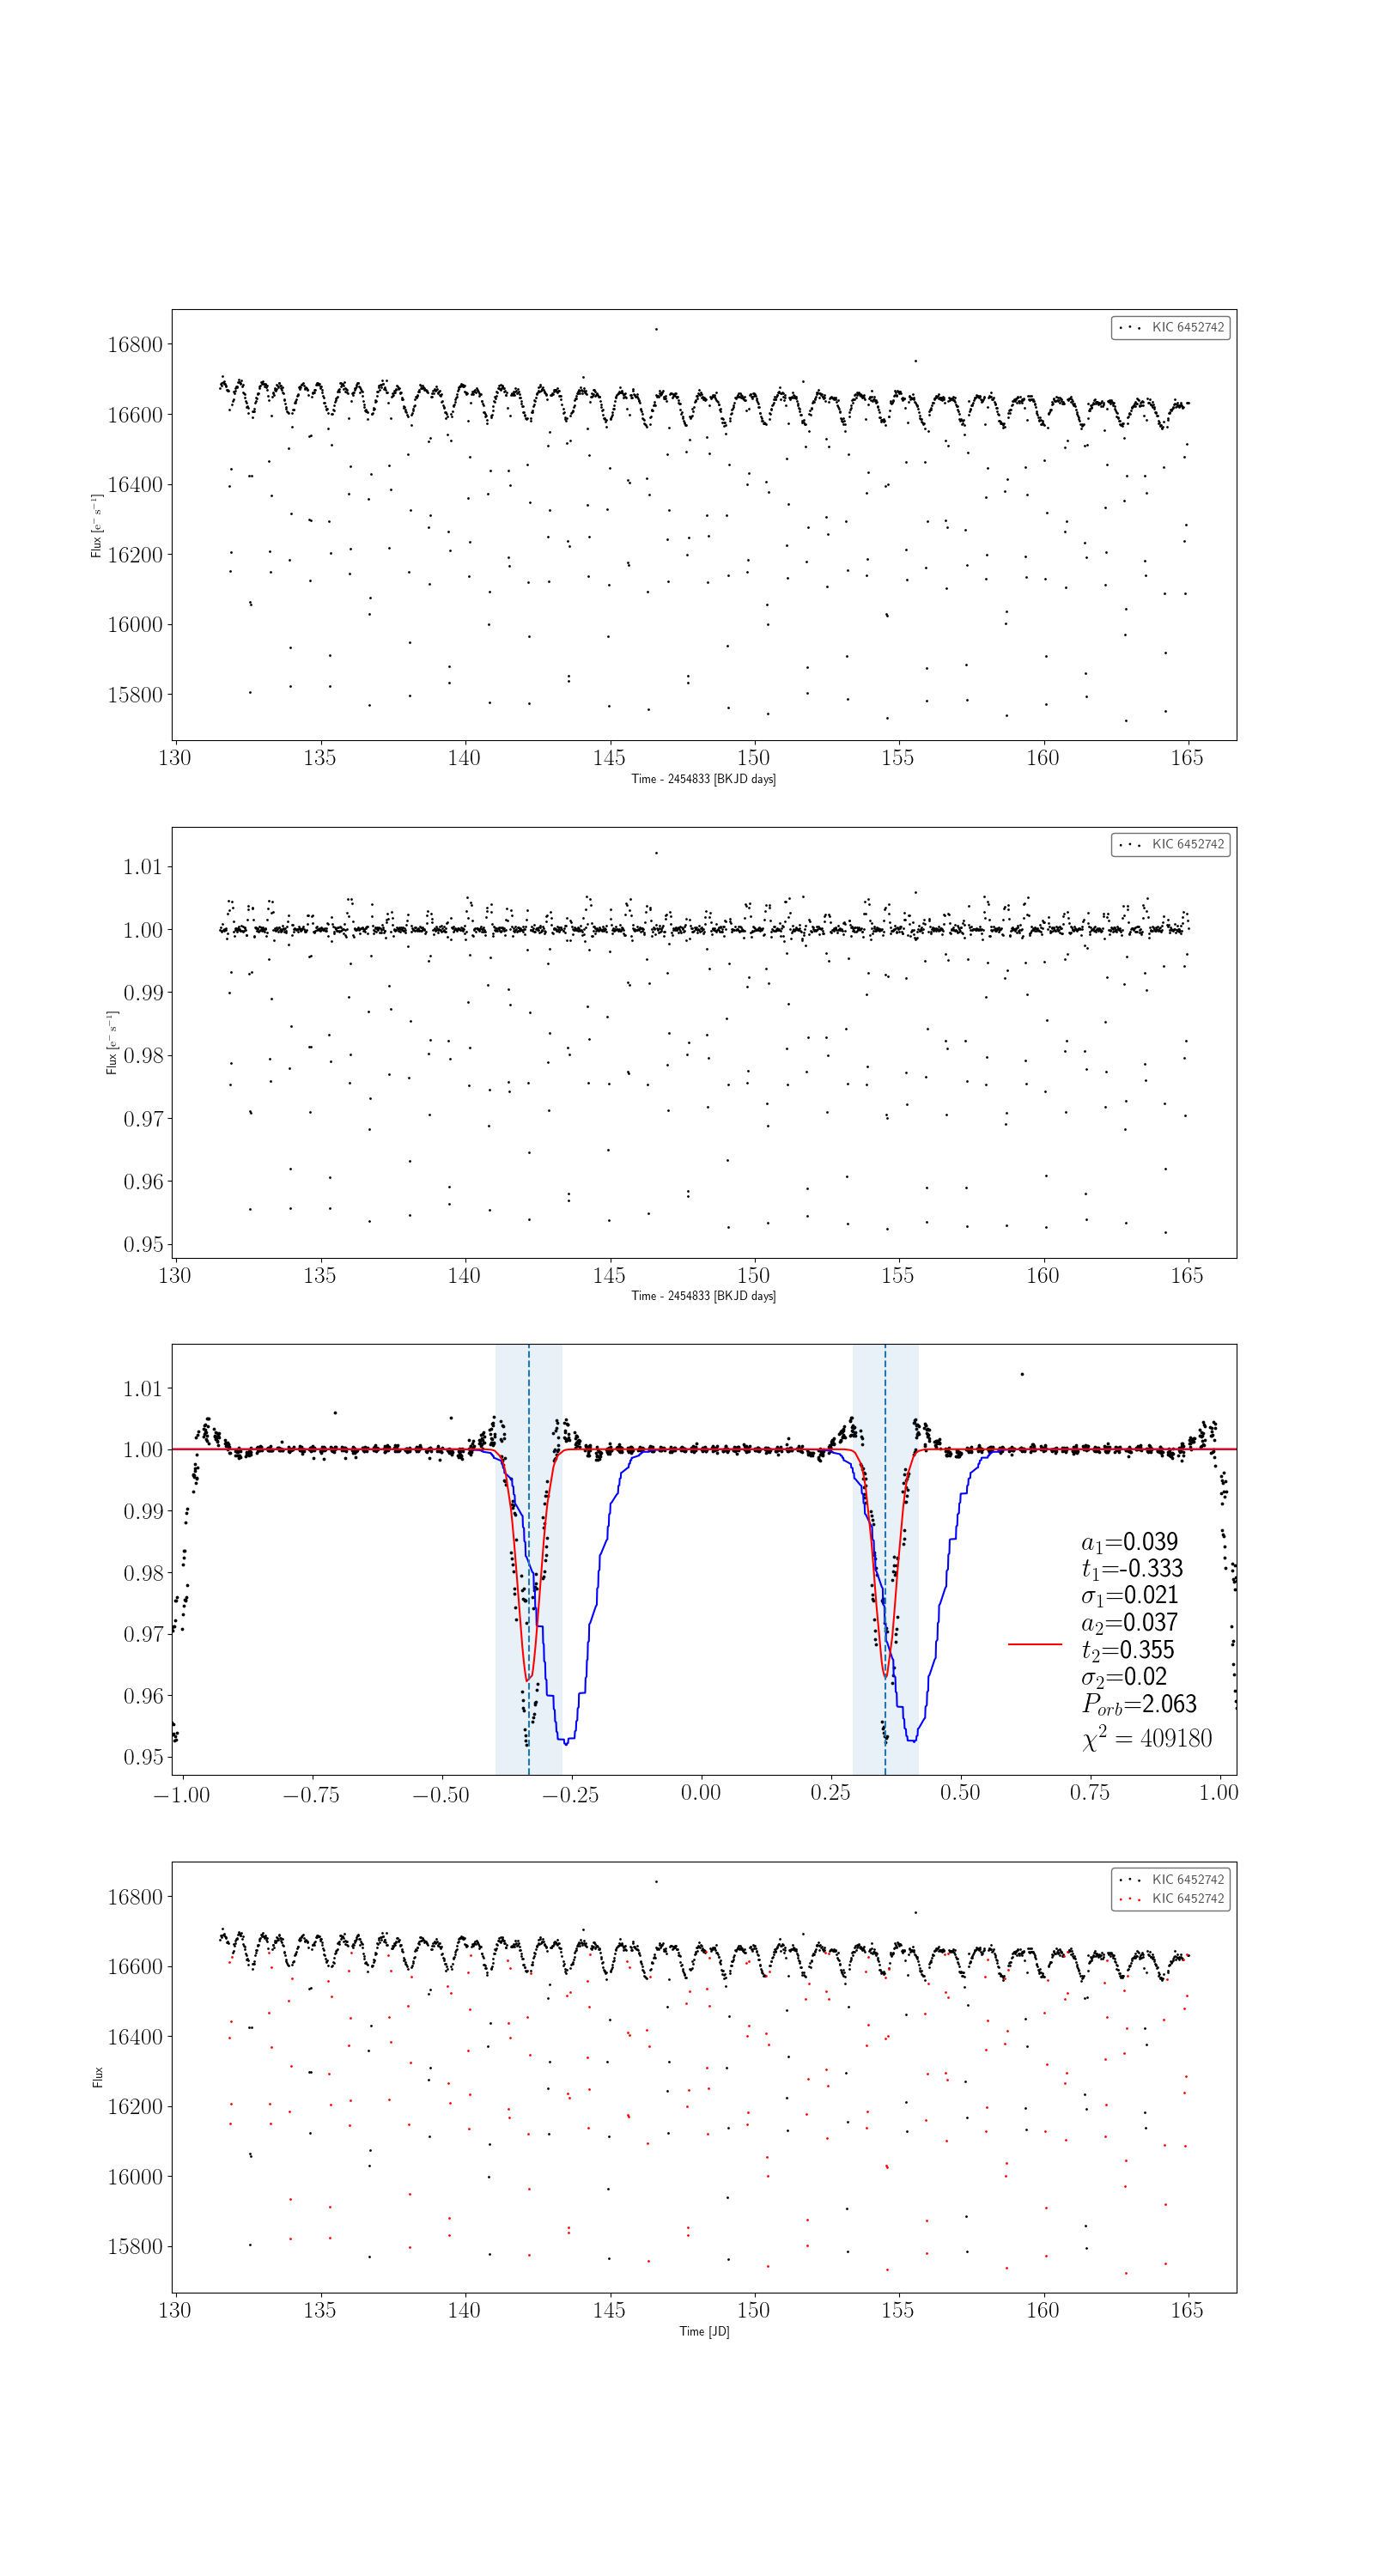 KIC 6452742
16800
16600
16400
16200
16000
15800
Flux [e⁻ s⁻¹]
130 135 140 145 150 155 160 165
Time - 2454833 [BKJD days]
KIC 6452742
1.01
1.00
0.99
0.98
0.97
0.96
0.95
Flux [e⁻ s⁻¹]
130 135 140 145 150 155 160 165
Time - 2454833 [BKJD days]
1.01
1.00
0.99
0.98
0.97
0.96
0.95
a₁=0.039
t₁=-0.333
σ₁=0.021
a₂=0.037
t₂=0.355
σ₂=0.02
Pₒᵣb=2.063
χ² = 409180
−1.00 −0.75 −0.50 −0.25 0.00 0.25 0.50 0.75 1.00
KIC 6452742
KIC 6452742
16800
16600
16400
16200
16000
15800
Flux
130 135 140 145 150 155 160 165
Time [JD]